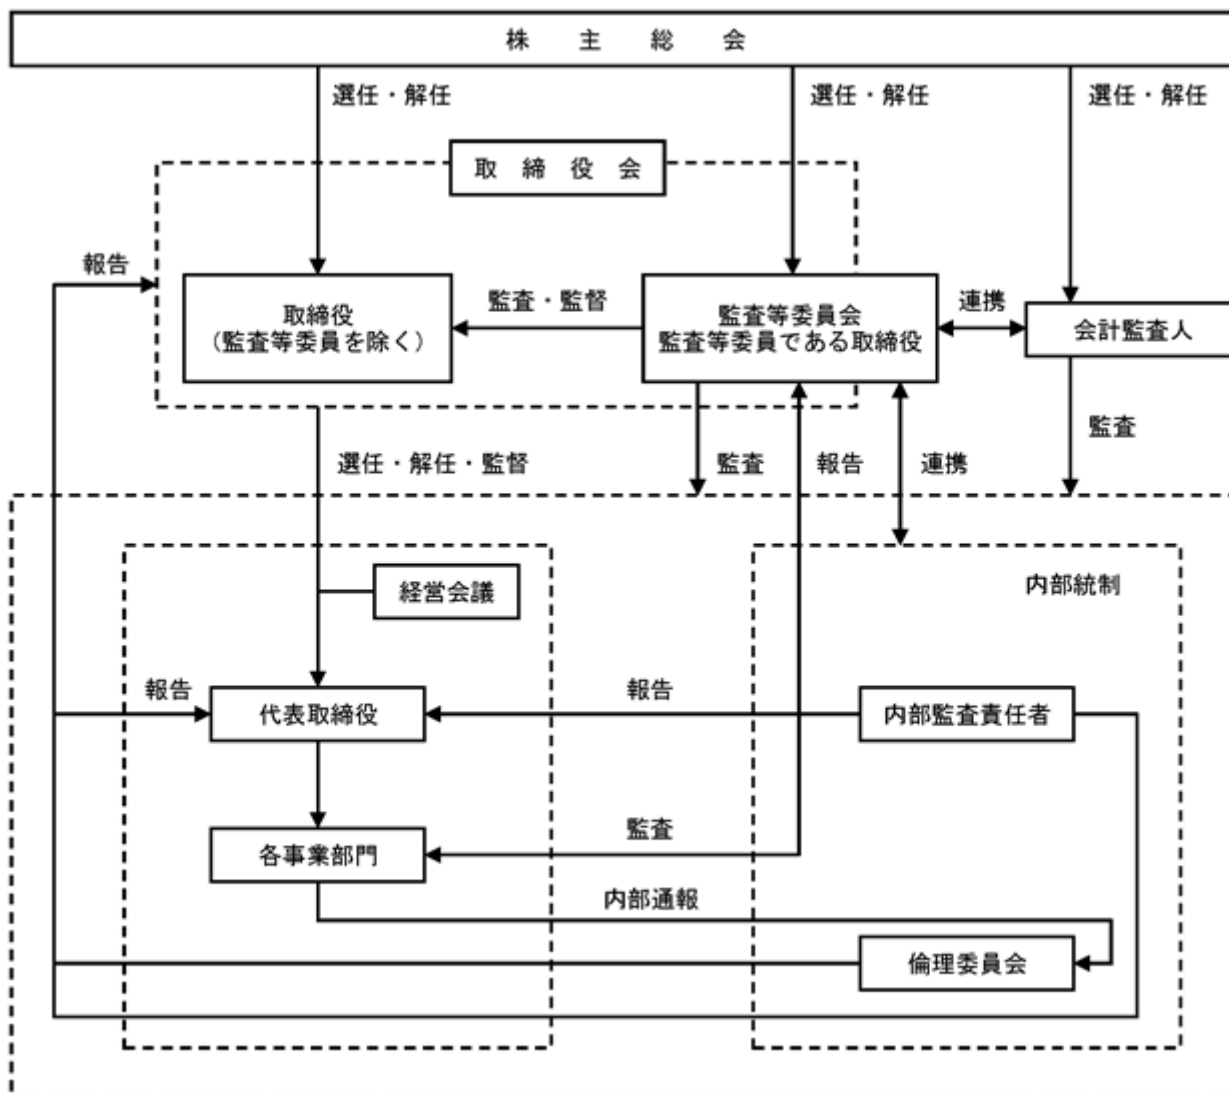 株主総会
選任・解任
選任・解任
選任・解任
取締役会
報告
取締役
（監査等委員を除く）
監査・監督
監査等委員会
監査等委員である取締役
連携
会計監査人
選任・解任・監督
監査
報告
連携
監査
経営会議
内部統制
報告
代表取締役
報告
内部監査責任者
各事業部門
監査
内部通報
倫理委員会